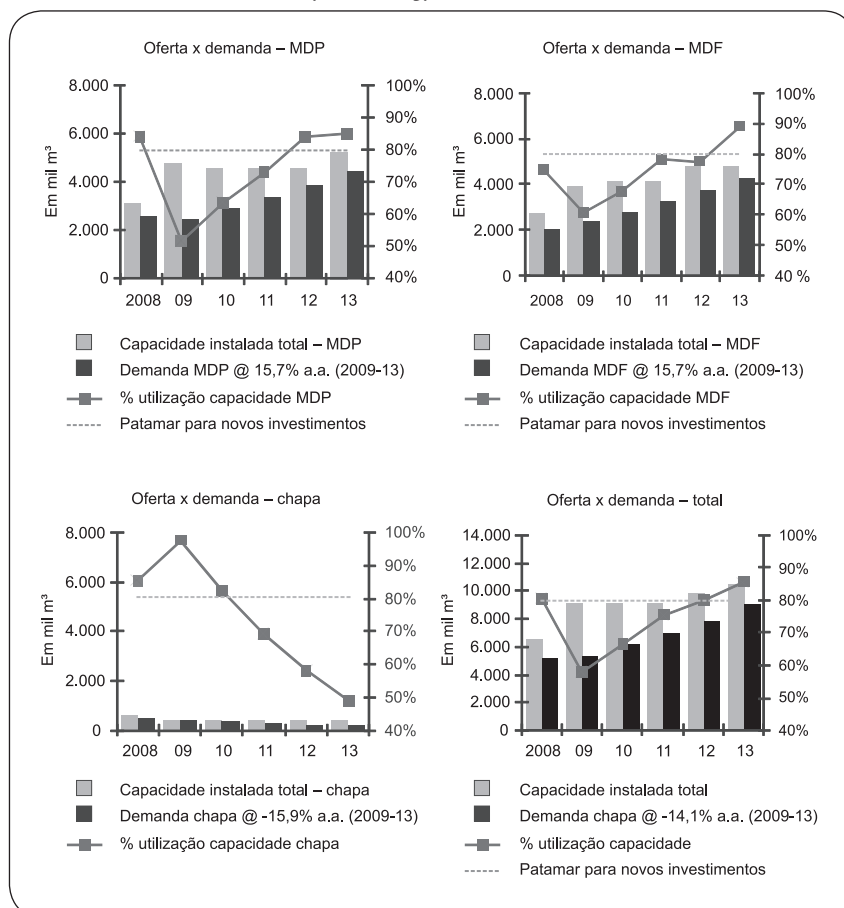 Oferta x demanda – MDP
Em mil m³
8.000
6.000
4.000
2.000
0
100%
90%
80%
70%
60%
50%
40%
2008 09 10 11 12 13
Capacidade instalada total – MDP
Demanda MDP @ 15,7% a.a. (2009-13)
% utilização capacidade MDP
Patamar para novos investimentos
Oferta x demanda – MDF
Em mil m³
8.000
6.000
4.000
2.000
0
100%
90%
80%
70%
60%
50%
40 %
2008 09 10 11 12 13
Capacidade instalada total – MDF
Demanda MDF @ 15,7% a.a. (2009-13)
% utilização capacidade MDF
Patamar para novos investimentos
Oferta x demanda – chapa
Em mil m³
8.000
6.000
4.000
2.000
0
100%
90%
80%
70%
60%
50%
40%
2008 09 10 11 12 13
Capacidade instalada total – chapa
Demanda chapa @ -15,9% a.a. (2009-13)
% utilização capacidade chapa
Oferta x demanda – total
Em mil m³
14.000
12.000
10.000
8.000
6.000
4.000
2.000
0
100%
90%
80%
70%
60%
50%
40%
2008 09 10 11 12 13
Capacidade instalada total
Demanda chapa @ -14,1% a.a. (2009-13)
% utilização capacidade
Patamar para novos investimentos